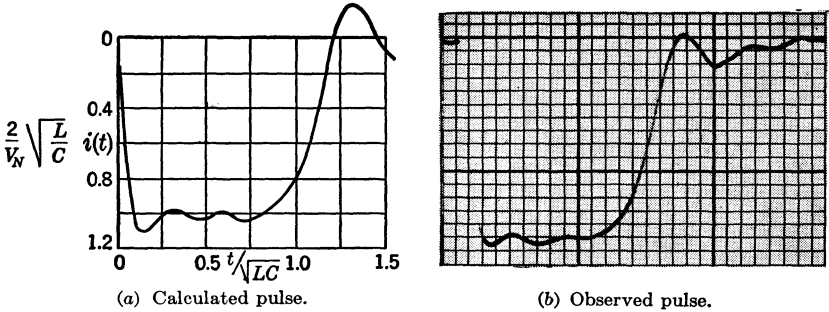 0
0.4
2/V_N √L/C i(t)
0.8
1.2
0 0.5 t/√LC 1.0 1.5
(a) Calculated pulse.
(b) Observed pulse.